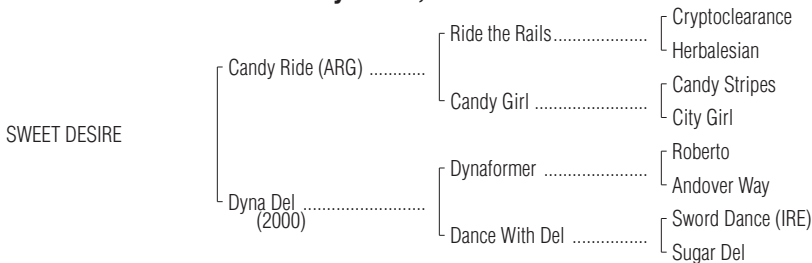 Cryptoclearance
Ride the Rails....................
Herbalesian
Candy Ride (ARG) ............
Candy Stripes
Candy Girl ........................
City Girl
SWEET DESIRE
Roberto
Dynaformer ......................
Andover Way
Dyna Del ..........................
(2000)
Sword Dance (IRE)
Dance With Del ................
Sugar Del